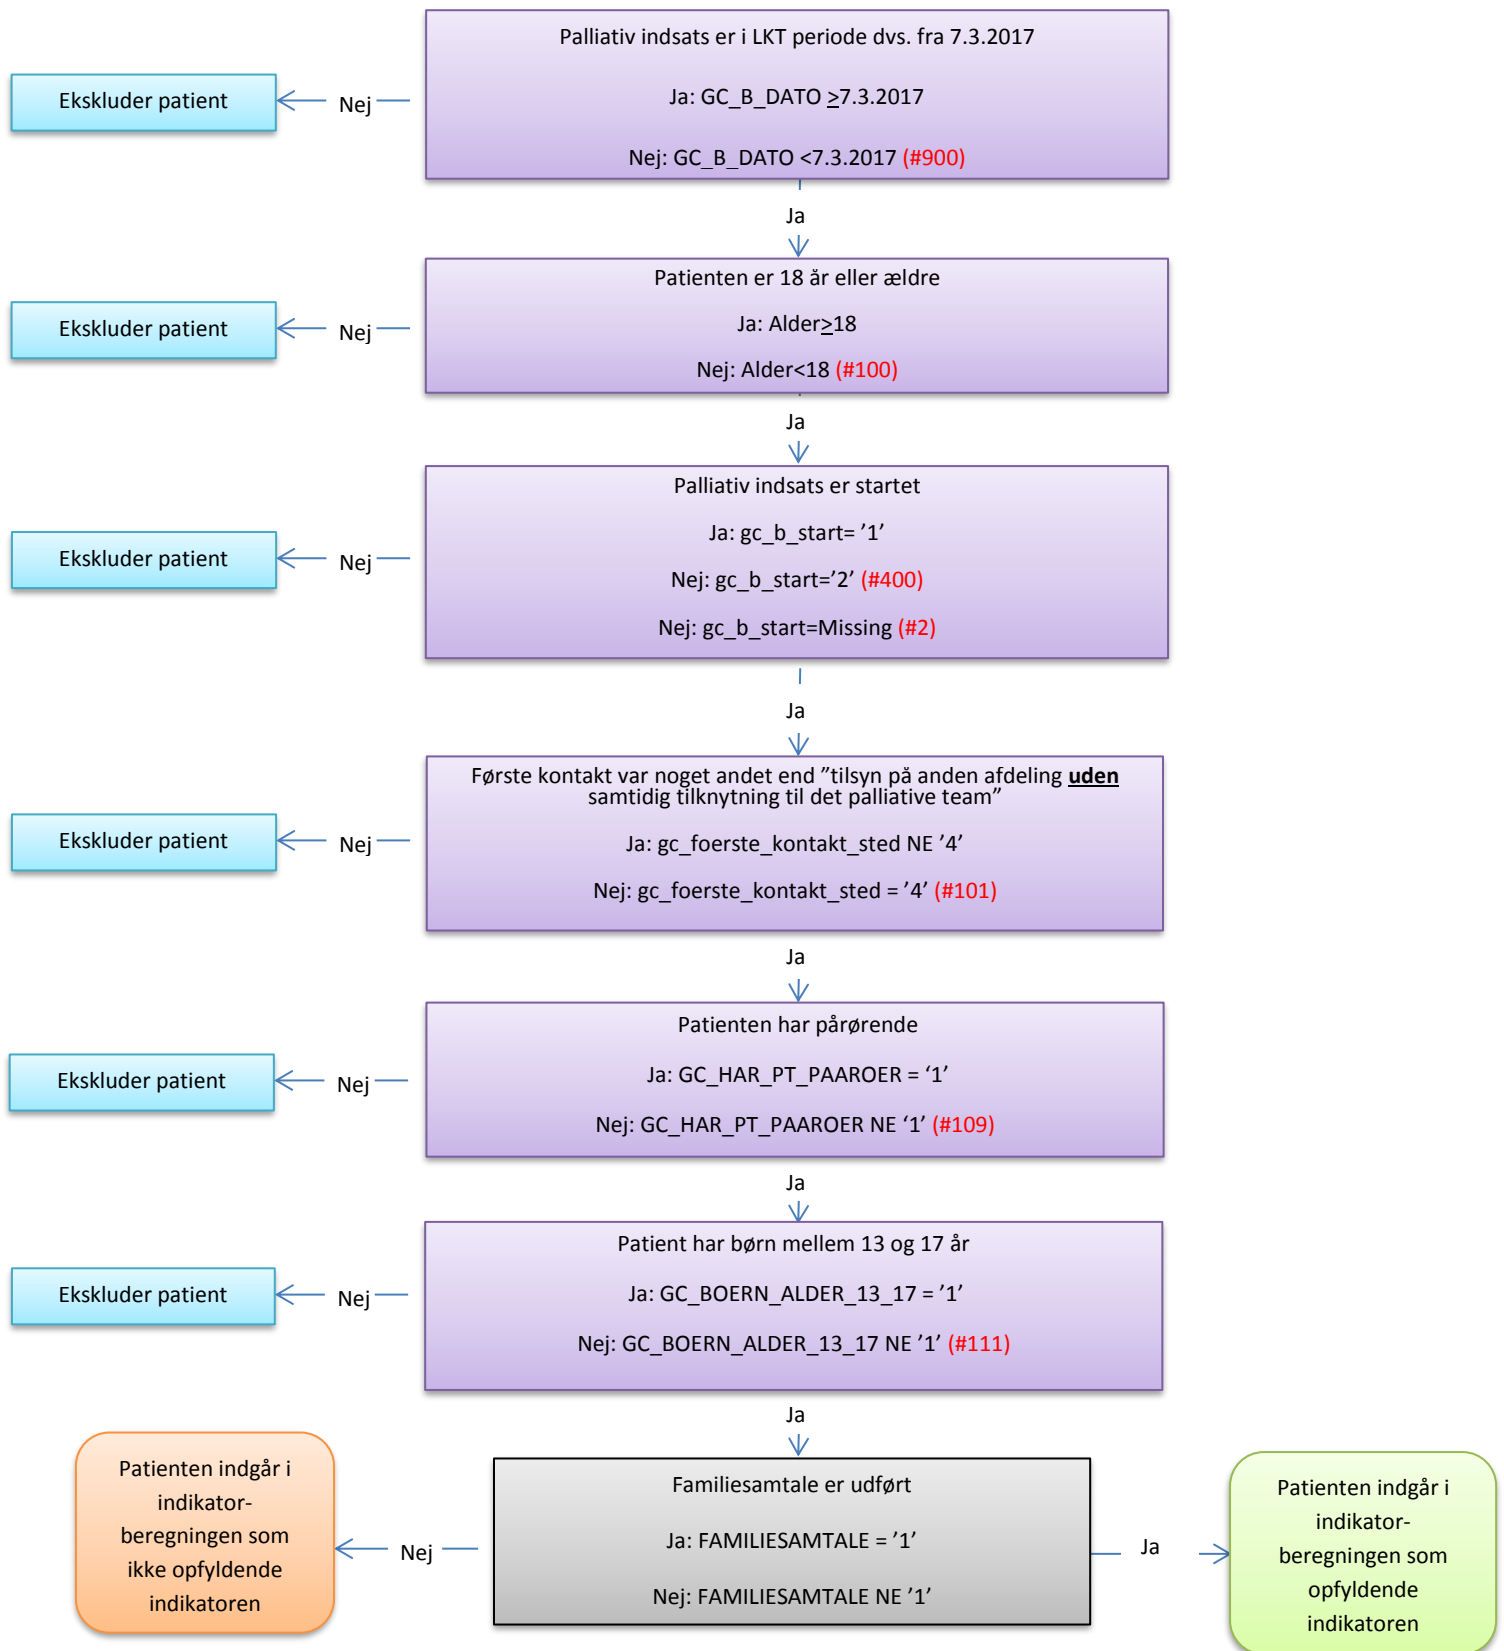 Palliativ indsats er i LKT periode dvs. fra 7.3.2017
Ja: GC_B_DATO ≥7.3.2017
Nej: GC_B_DATO <7.3.2017 (#900)
Nej
Ekskluder patient
Ja
Patienten er 18 år eller ældre
Ja: Alder≥18
Nej: Alder<18 (#100)
Nej
Ekskluder patient
Ja
Palliativ indsats er startet
Ja: gc_b_start= ’1’
Nej: gc_b_start=’2’ (#400)
Nej: gc_b_start=Missing (#2)
Nej
Ekskluder patient
Ja
Første kontakt var noget andet end ”tilsyn på anden afdeling uden
samtidig tilknytning til det palliative team”
Ja: gc_foerste_kontakt_sted NE ’4’
Nej: gc_foerste_kontakt_sted = ’4’ (#101)
Nej
Ekskluder patient
Ja
Patienten har pårørende
Ja: GC_HAR_PT_PAAROER = ‘1’
Nej: GC_HAR_PT_PAAROER NE ‘1’ (#109)
Nej
Ekskluder patient
Ja
Patient har børn mellem 13 og 17 år
Ja: GC_BOERN_ALDER_13_17 = ’1’
Nej: GC_BOERN_ALDER_13_17 NE ’1’ (#111)
Nej
Ekskluder patient
Ja
Familiesamtale er udført
Ja: FAMILIESAMTALE = ’1’
Nej: FAMILIESAMTALE NE ’1’
Nej
Patienten indgår i
indikator-
beregningen som
ikke opfyldende
indikatoren
Ja
Patienten indgår i
indikator-
beregningen som
opfyldende
indikatoren